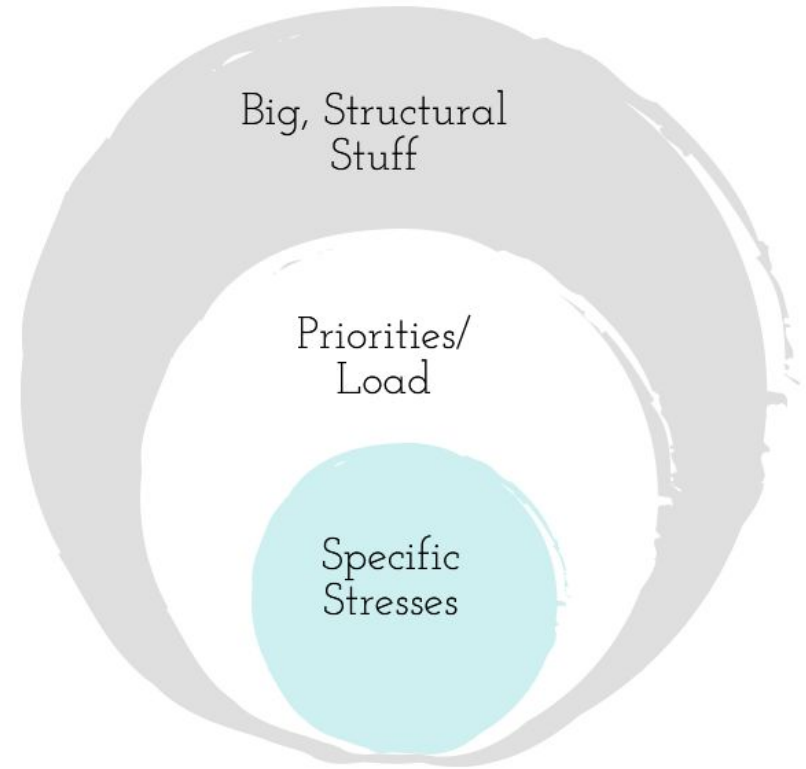 Big, Structural
Stuff
Priorities/
Load
Specific
Stresses